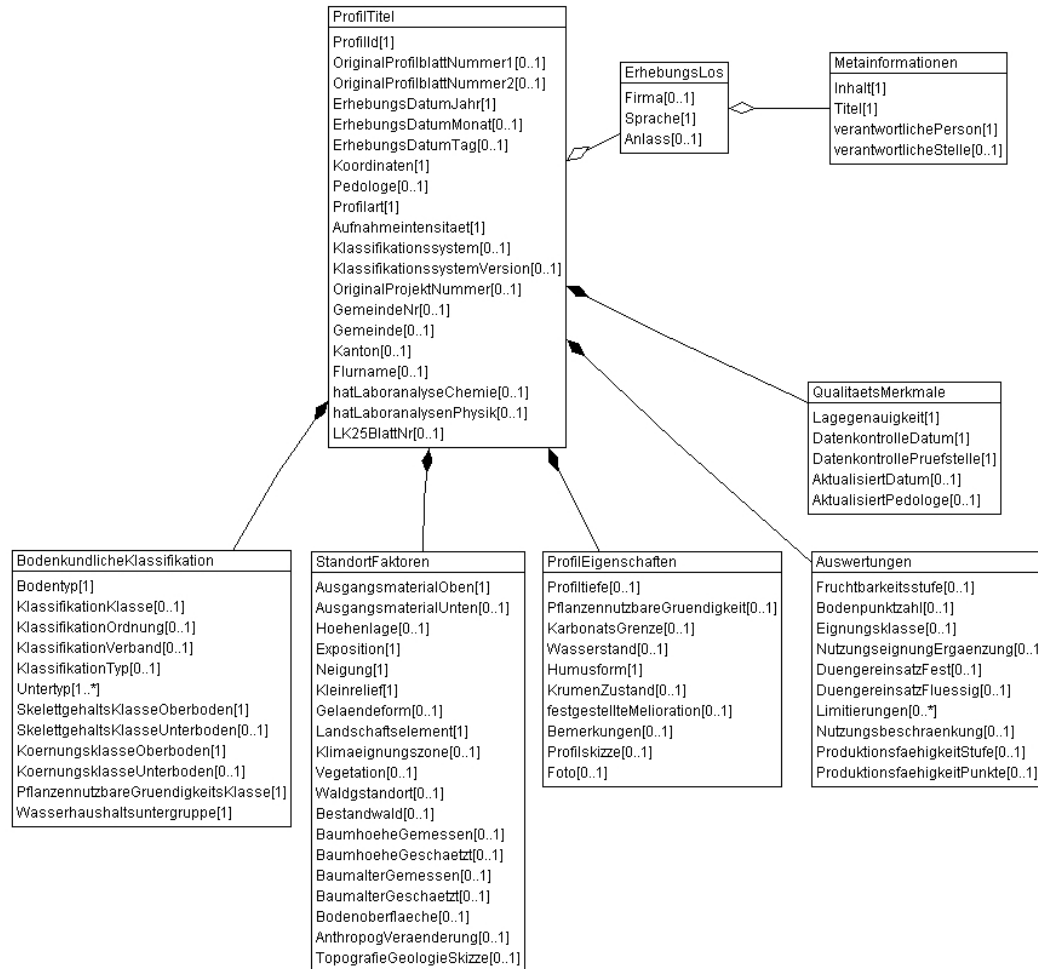 ProfilTitel
ProfilId[1]
OriginalProfilblattNummer1[0..1]
OriginalProfilblattNummer2[0..1]
ErhebungsDatumJahr[1]
ErhebungsDatumMonat[0..1]
ErhebungsDatumTag[0..1]
Koordinaten[1]
Pedologe[0..1]
Profilart[1]
Aufnahmeintensitaet[1]
Klassifikationssystem[0..1]
KlassifikationssystemVersion[0..1]
OriginalProjektNummer[0..1]
GemeindeNr[0..1]
Gemeinde[0..1]
Kanton[0..1]
Flurname[0..1]
hatLaboranalyseChemie[0..1]
hatLaboranalysenPhysik[0..1]
LK25BlattNr[0..1]
ErhebungsLos
Firma[0..1]
Sprache[1]
Anlass[0..1]
Metainformationen
Inhalt[1]
Titel[1]
verantwortlichePerson[1]
verantwortlicheStelle[0..1]
QualitaetsMerkmale
Lagegenauigkeit[1]
DatenkontrolleDatum[1]
DatenkontrollePruefstelle[1]
AktualisiertDatum[0..1]
AktualisiertPedologe[0..1]
BodenkundlicheKlassifikation
Bodentyp[1]
KlassifikationKlasse[0..1]
KlassifikationOrdnung[0..1]
KlassifikationVerband[0..1]
KlassifikationTyp[0..1]
Untertyp[1..*]
SkelettgehaltsKlasseOberboden[1]
SkelettgehaltsKlasseUnterboden[0..1]
KoernungsklasseOberboden[1]
KoernungsklasseUnterboden[0..1]
PflanzennutzbareGruendigkeitsKlasse[1]
Wasserhaushaltsuntergruppe[1]
StandortFaktoren
AusgangsmaterialOben[1]
AusgangsmaterialUnten[0..1]
Hoehenlage[0..1]
Exposition[1]
Neigung[1]
Kleinrelief[1]
Gelaendeform[0..1]
Landschaftselement[1]
Klimaeignungszone[0..1]
Vegetation[0..1]
Waldgstandort[0..1]
Bestandwald[0..1]
BaumhoeheGemessen[0..1]
BaumhoeheGeschaetzt[0..1]
BaumalterGemessen[0..1]
BaumalterGeschaetzt[0..1]
Bodenoberflaeche[0..1]
AnthropogVeraenderung[0..1]
TopografieGeologieSkizze[0..1]
ProfilEigenschaften
Profiltiefe[0..1]
PflanzennutzbareGruendigkeit[0..1]
KarbonatsGrenze[0..1]
Wasserstand[0..1]
Humusform[1]
KrumenZustand[0..1]
festgestellteMelioration[0..1]
Bemerkungen[0..1]
Profilskizze[0..1]
Foto[0..1]
Auswertungen
Fruchtbarkeitsstufe[0..1]
Bodenpunktzahl[0..1]
Eignungsklasse[0..1]
NutzungseignungErgaenzung[0..1
DuengereinsatzFest[0..1]
DuengereinsatzFluessig[0..1]
Limitierungen[0..*]
Nutzungsbeschraenkung[0..1]
ProduktionsfaehigkeitStufe[0..1]
ProduktionsfaehigkeitPunkte[0..1]